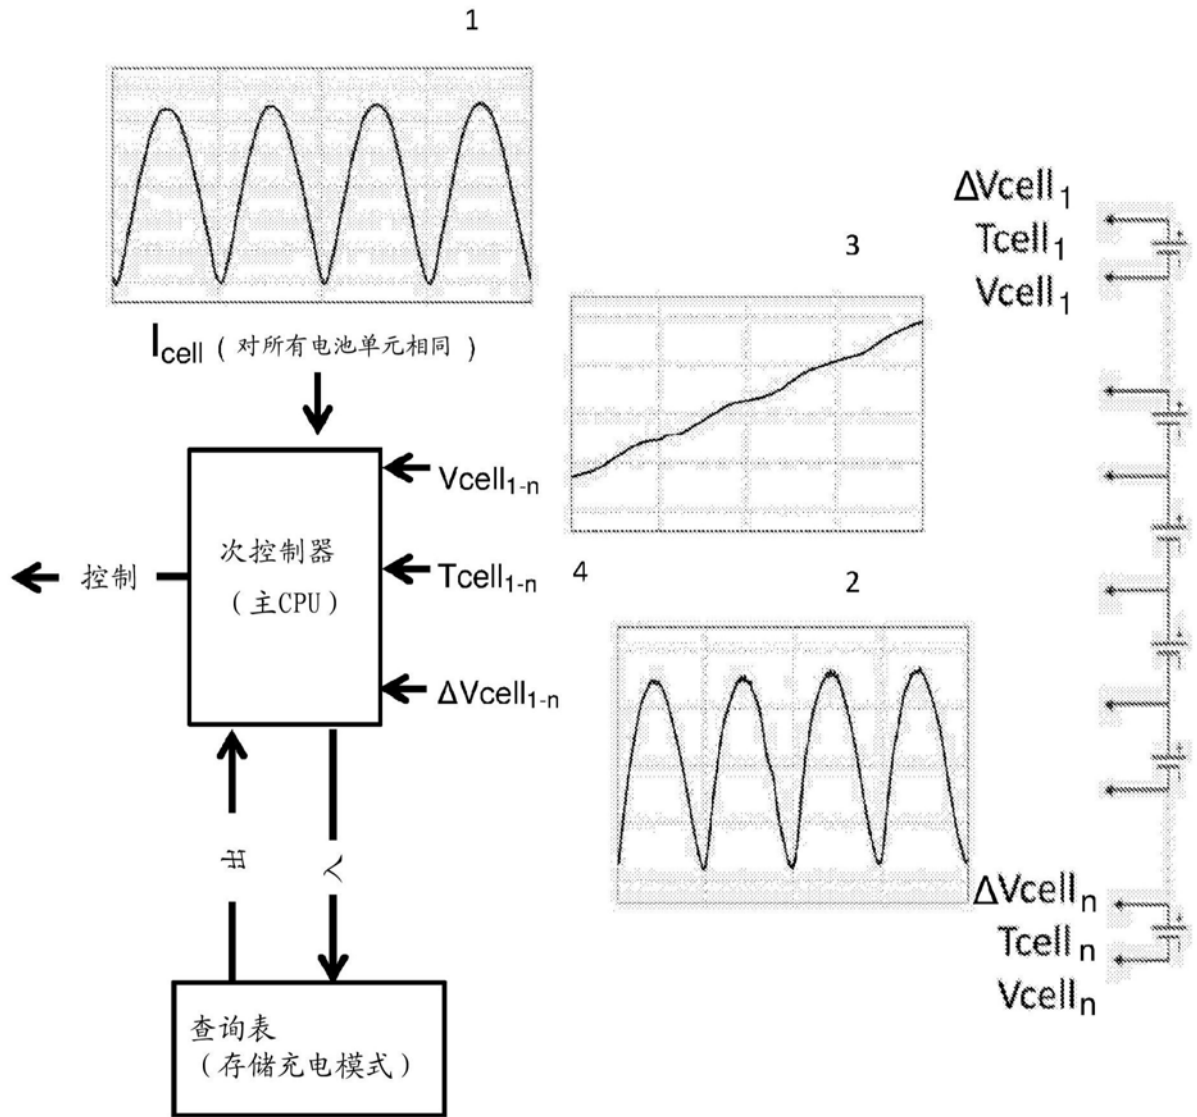 1
I cell ( 对所有电池单元相同 )
Vcell1-n
次控制器
(主CPU)
控制
Tcell1-n
4
ΔVcell1-n
出
入
查询表
(存储充电模式)
3
2
ΔVcell1
Tcell1
Vcell1
ΔVcelln
Tcelln
Vcelln